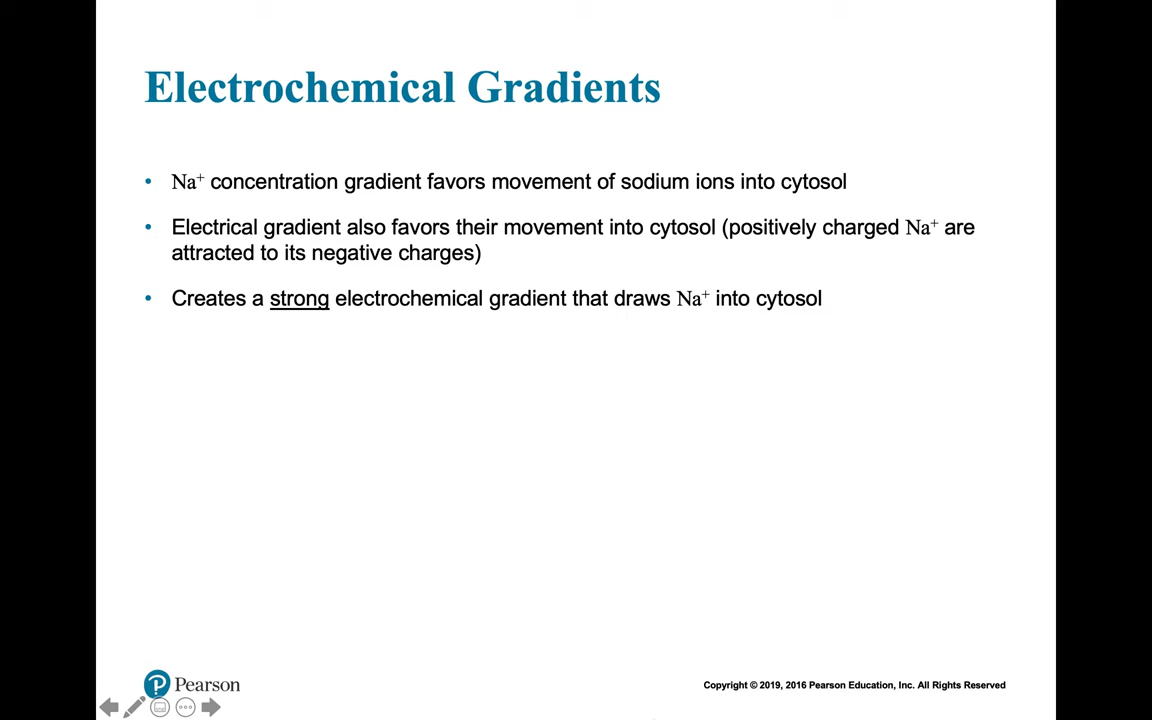 Electrochemical Gradients
• Na⁺ concentration gradient favors movement of sodium ions into cytosol
• Electrical gradient also favors their movement into cytosol (positively charged Na⁺ are
attracted to its negative charges)
• Creates a strong electrochemical gradient that draws Na⁺ into cytosol
Pearson
Copyright © 2019, 2016 Pearson Education, Inc. All Rights Reserved